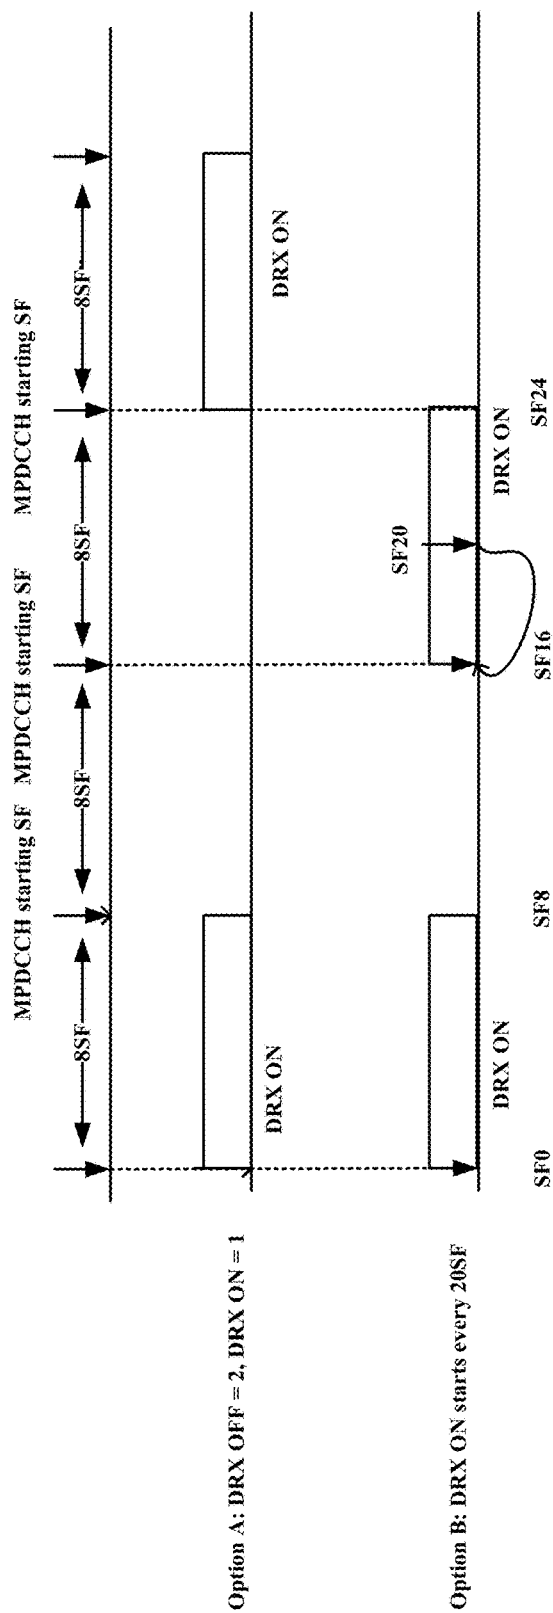 MPDCCH starting SF
MPDCCH starting SF
MPDCCH starting SF
8SF
8SF
8SF
8SF
Option A: DRX OFF = 2, DRX ON = 1
DRX ON
DRX ON
SF20
Option B: DRX ON starts every 20SF
DRX ON
DRX ON
SF0
SF8
SF16
SF24